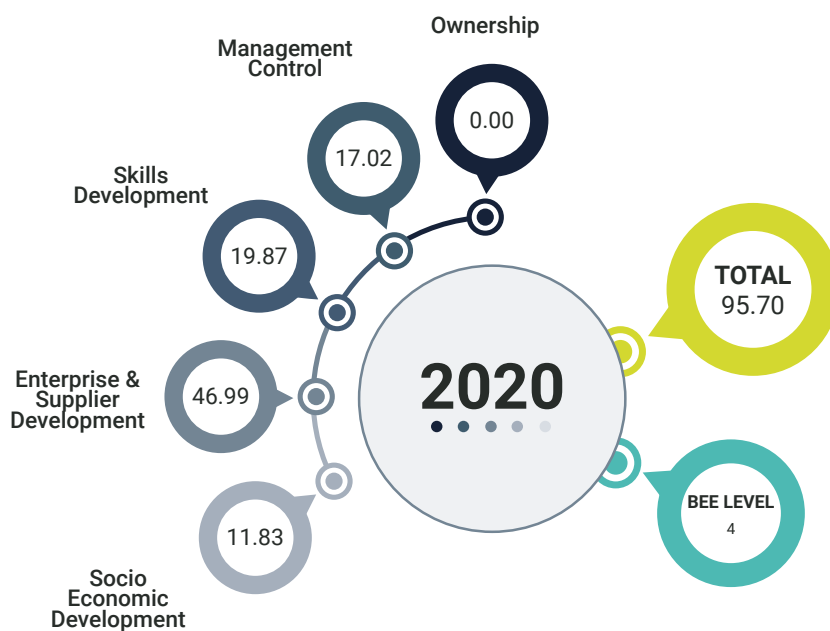 Ownership
0.00
Management
Control
17.02
Skills
Development
19.87
Enterprise &
Supplier
Development
46.99
Socio
Economic
Development
11.83
2020
TOTAL
95.70
BEE LEVEL
4